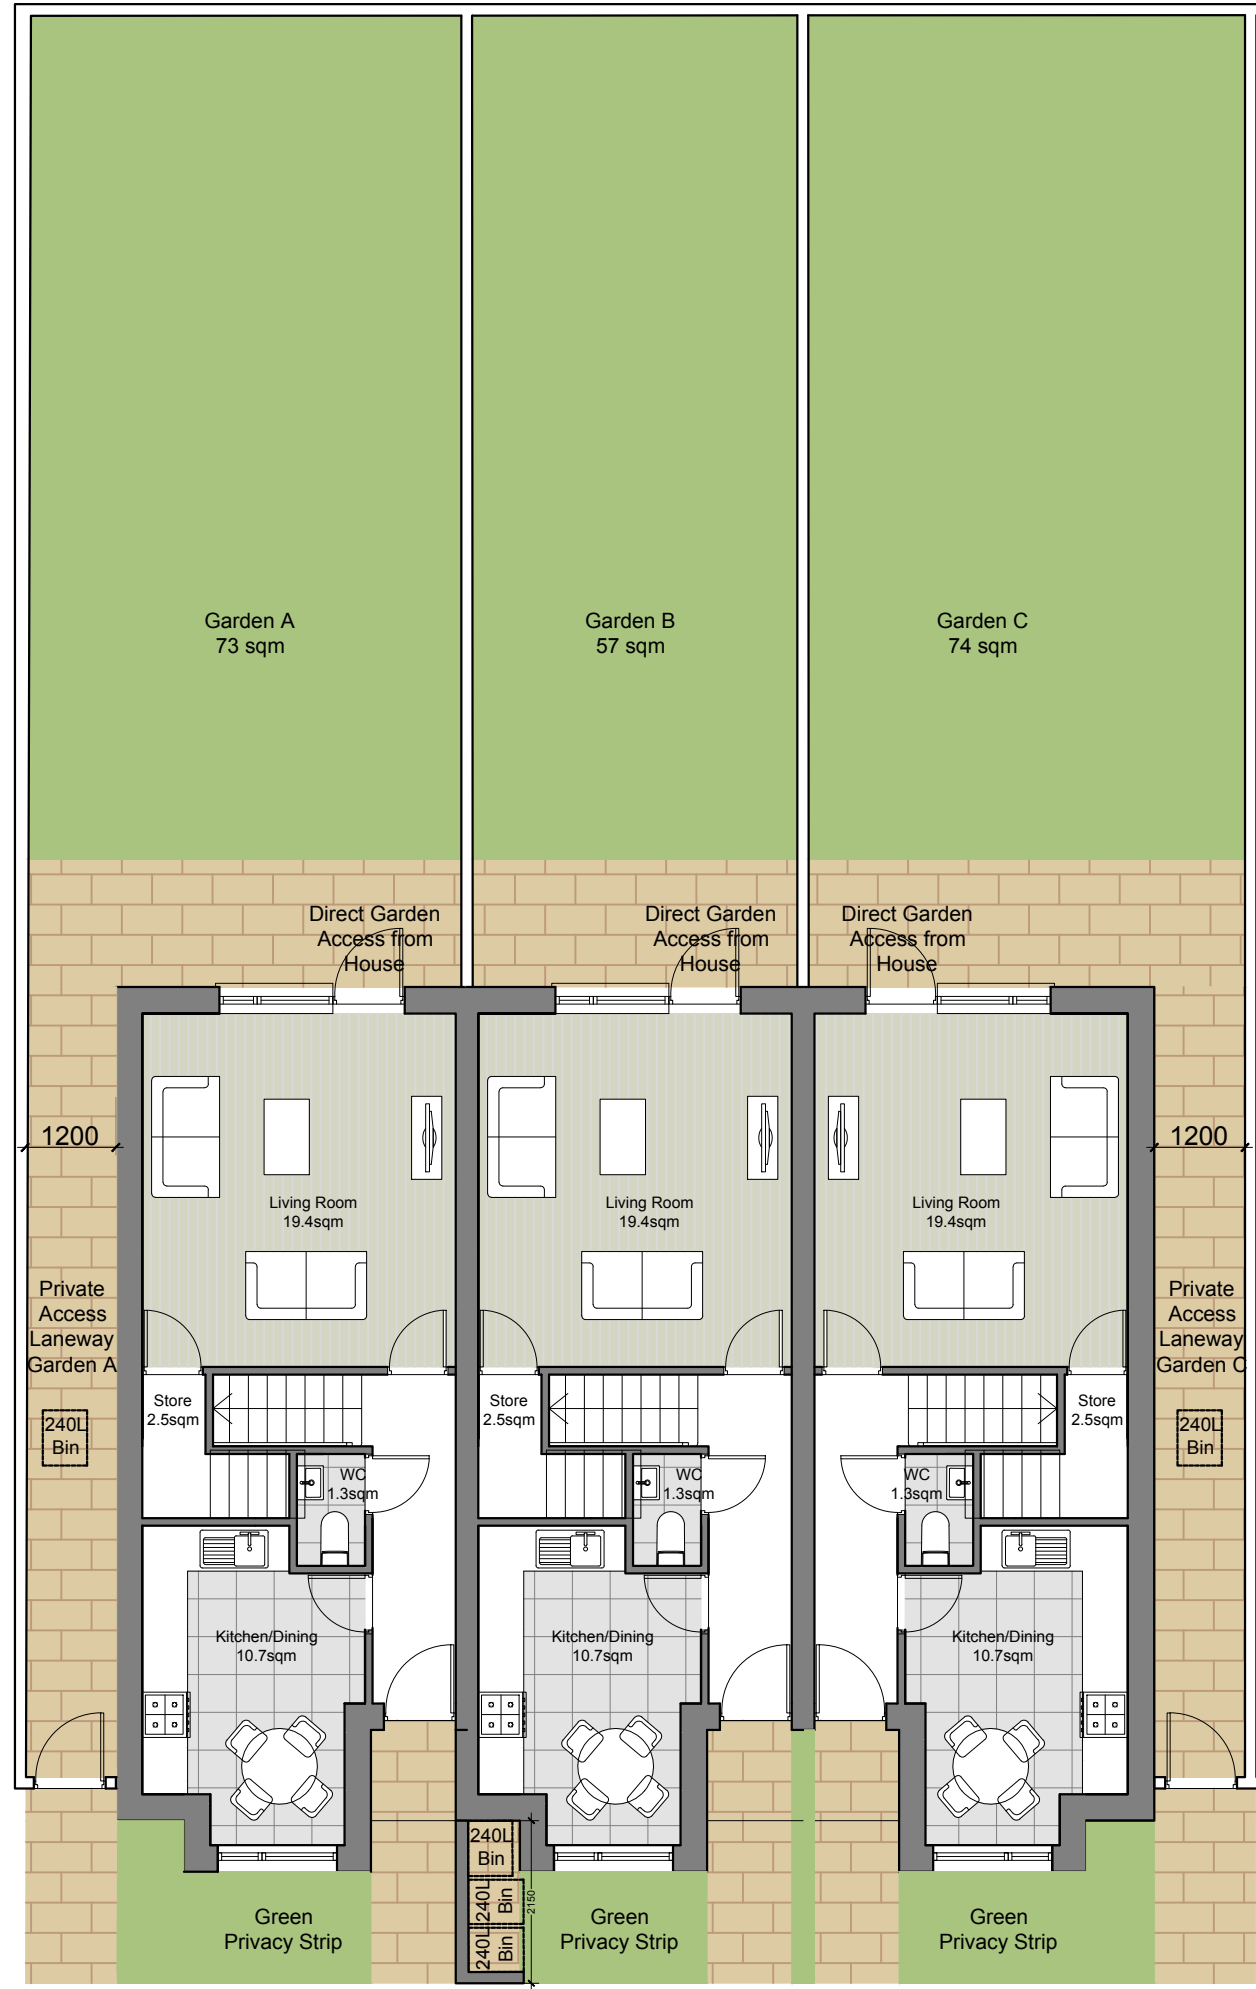 Garden A
73 sqm
Garden B
57 sqm
Garden C
74 sqm
Direct Garden
Access from
House
Direct Garden
Access from
House
Direct Garden
Access from
House
1200
1200
Living Room
19.4sqm
Living Room
19.4sqm
Living Room
19.4sqm
Private
Access
Laneway
Garden A
Private
Access
Laneway
Garden C
Store
2.5sqm
Store
2.5sqm
Store
2.5sqm
240L
Bin
240L
Bin
WC
1.3sqm
WC
1.3sqm
WC
1.3sqm
Kitchen/Dining
10.7sqm
Kitchen/Dining
10.7sqm
Kitchen/Dining
10.7sqm
240L
Bin
240L
Bin
240L
Bin
2150
Green
Privacy Strip
Green
Privacy Strip
Green
Privacy Strip